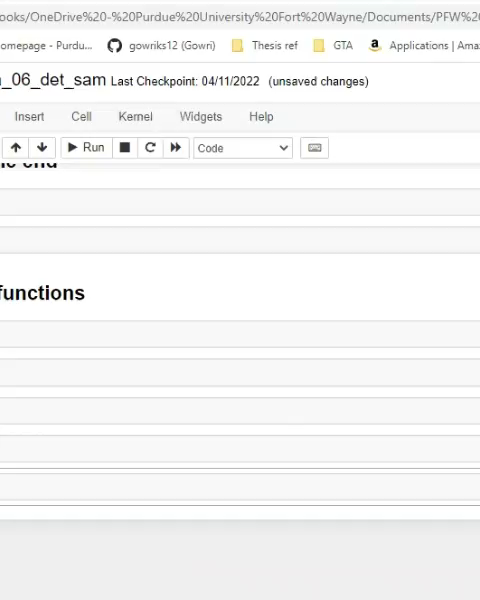 ooks/OneDrive%20-%20Purdue%20University%20Fort%20Wayne/Documents/PFW%2
omepage - Purdu... gowriks12 (Gowri) Thesis ref GTA Applications | Ama
_06_det_sam Last Checkpoint: 04/11/2022 (unsaved changes)
Insert Cell Kernel Widgets Help
Run Code
end
functions